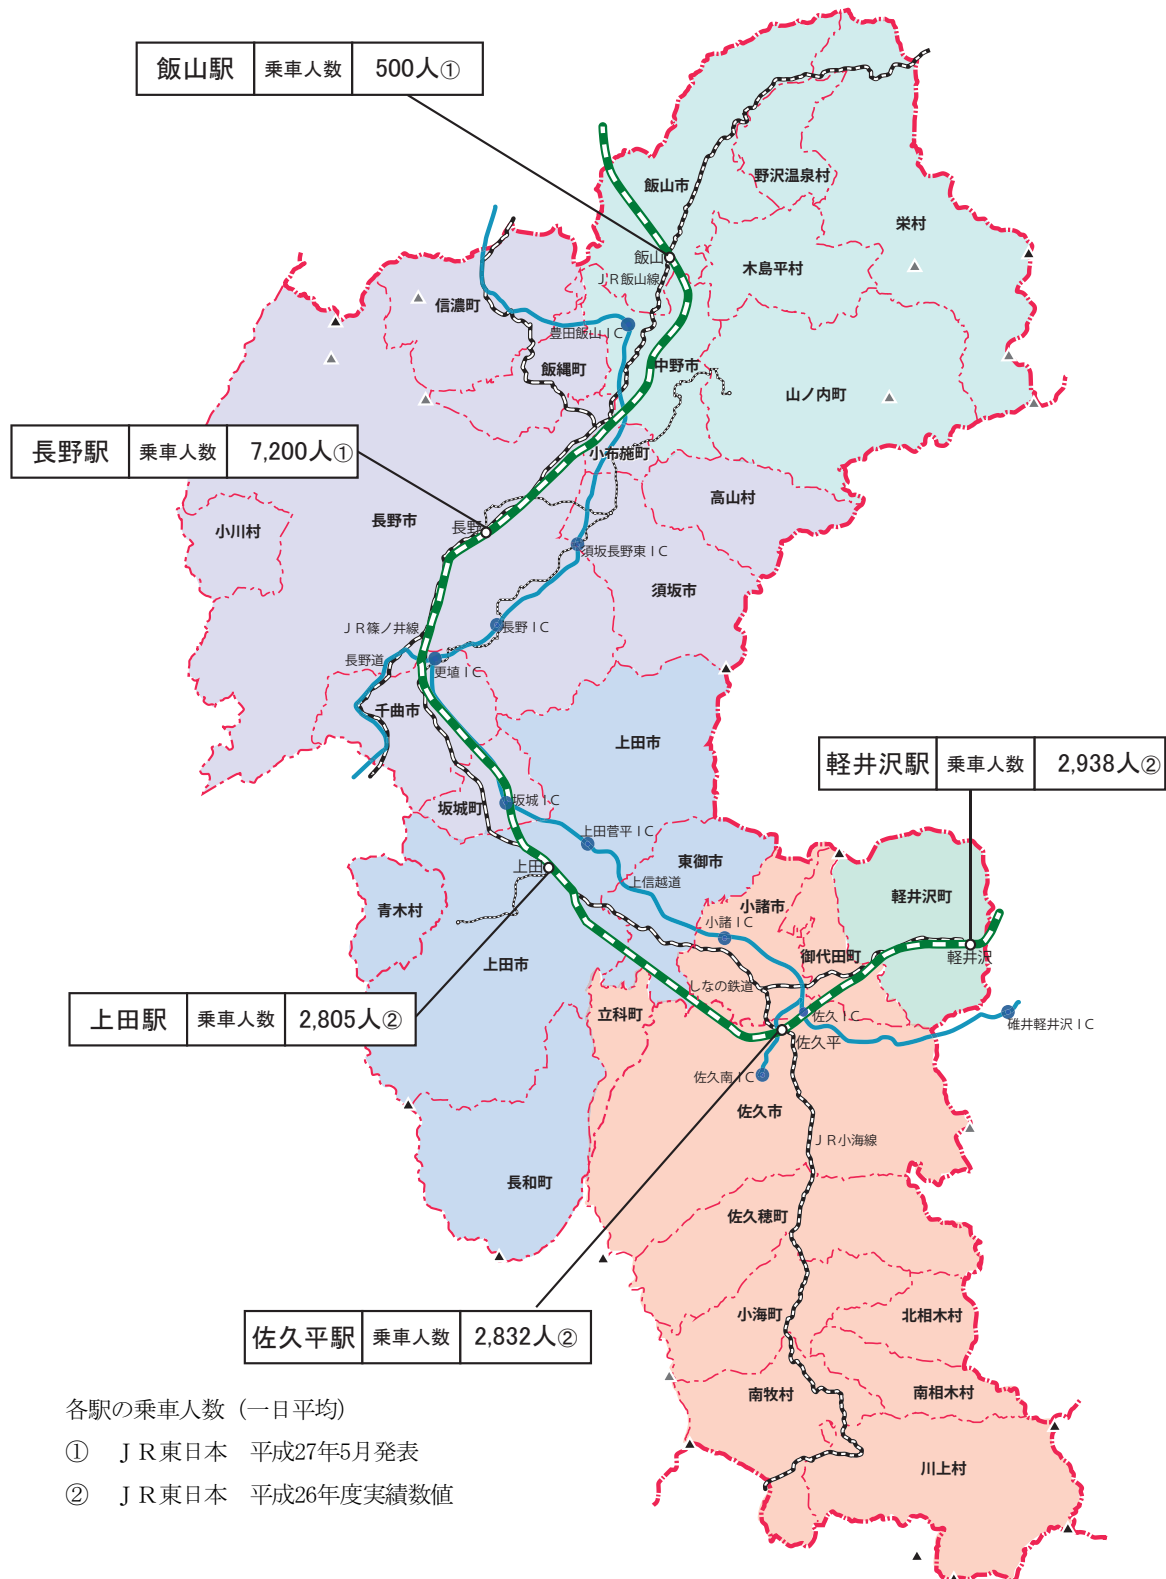 飯山駅 乗車人数 500人①
野沢温泉村
飯山市
栄村
飯山
木島平村
ＪＲ飯山線
信濃町
豊田飯山ＩＣ
飯縄町
中野市
山ノ内町
長野駅 乗車人数 7,200人①
小布施町
高山村
長野市
長野
小川村
須坂長野東ＩＣ
須坂市
長野ＩＣ
ＪＲ篠ノ井線
長野道
更埴ＩＣ
千曲市
上田市
軽井沢駅 乗車人数 2,938人②
坂城町
坂城ＩＣ
上田菅平ＩＣ
東御市
上田
上信越道
軽井沢町
青木村
小諸市
小諸ＩＣ
御代田町
軽井沢
上田市
しなの鉄道
上田駅 乗車人数 2,805人②
立科町
佐久ＩＣ
碓井軽井沢ＩＣ
佐久平
佐久南ＩＣ
佐久市
ＪＲ小海線
長和町
佐久穂町
小海町
北相木村
佐久平駅 乗車人数 2,832人②
南牧村
南相木村
川上村
各駅の乗車人数（一日平均）
① ＪＲ東日本 平成27年5月発表
② ＪＲ東日本 平成26年度実績数値